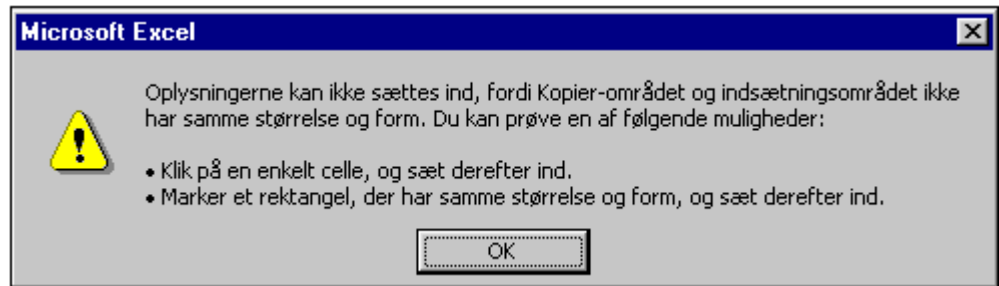 Microsoft Excel
Oplysningerne kan ikke sættes ind, fordi Kopier-området og indsætningsområdet ikke
har samme størrelse og form. Du kan prøve en af følgende muligheder:
• Klik på en enkelt celle, og sæt derefter ind.
• Marker et rektangel, der har samme størrelse og form, og sæt derefter ind.
OK